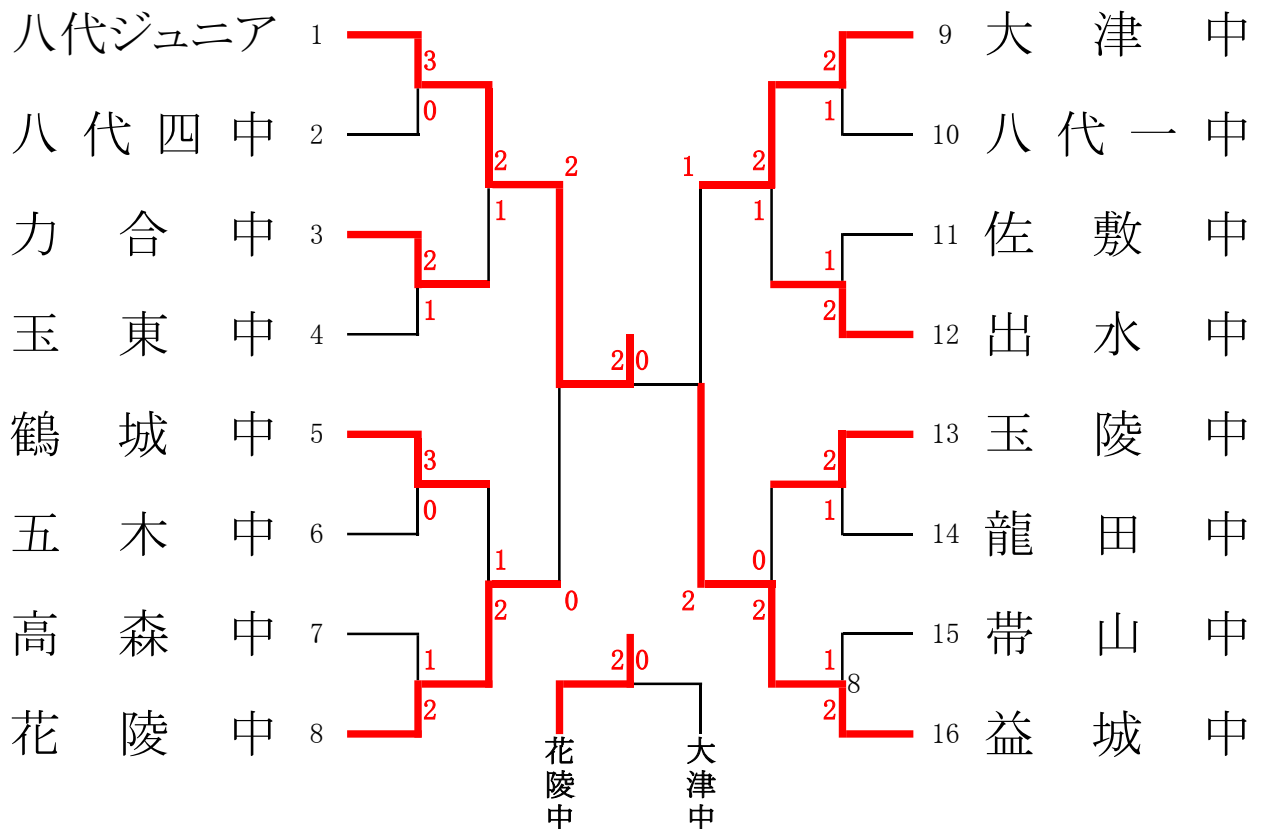 八代ジュニア 1 9 大津中
3 2
0 1
八代四中 2 10 八代一中
2 2 1 2
1 1
力合中 3 11 佐敷中
2 1
1 2
玉東中 4 12 出水中
2 0
鶴城中 5 13 玉陵中
3 2
0 1
五木中 6 14 龍田中
1 0
2 0 2 2
高森中 7 15 帯山中
1 2 0 1
8
2 2
花陵中 8 16 益城中
花陵中 大津中